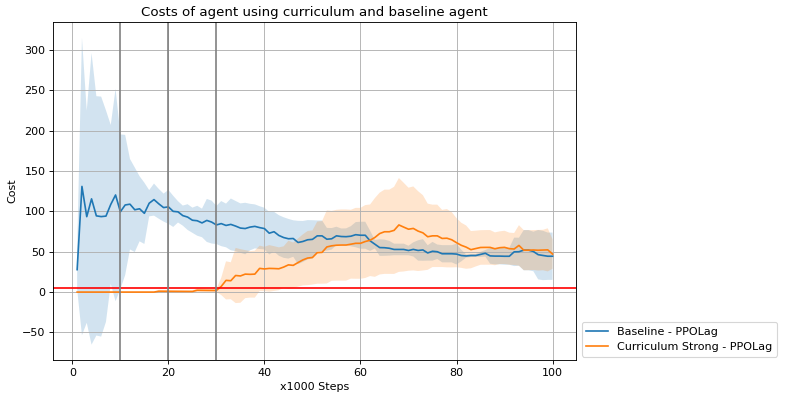 Costs of agent using curriculum and baseline agent
Cost
300
250
200
150
100
50
0
−50
0 20 40 60 80 100
x1000 Steps
Baseline - PPOLag
Curriculum Strong - PPOLag